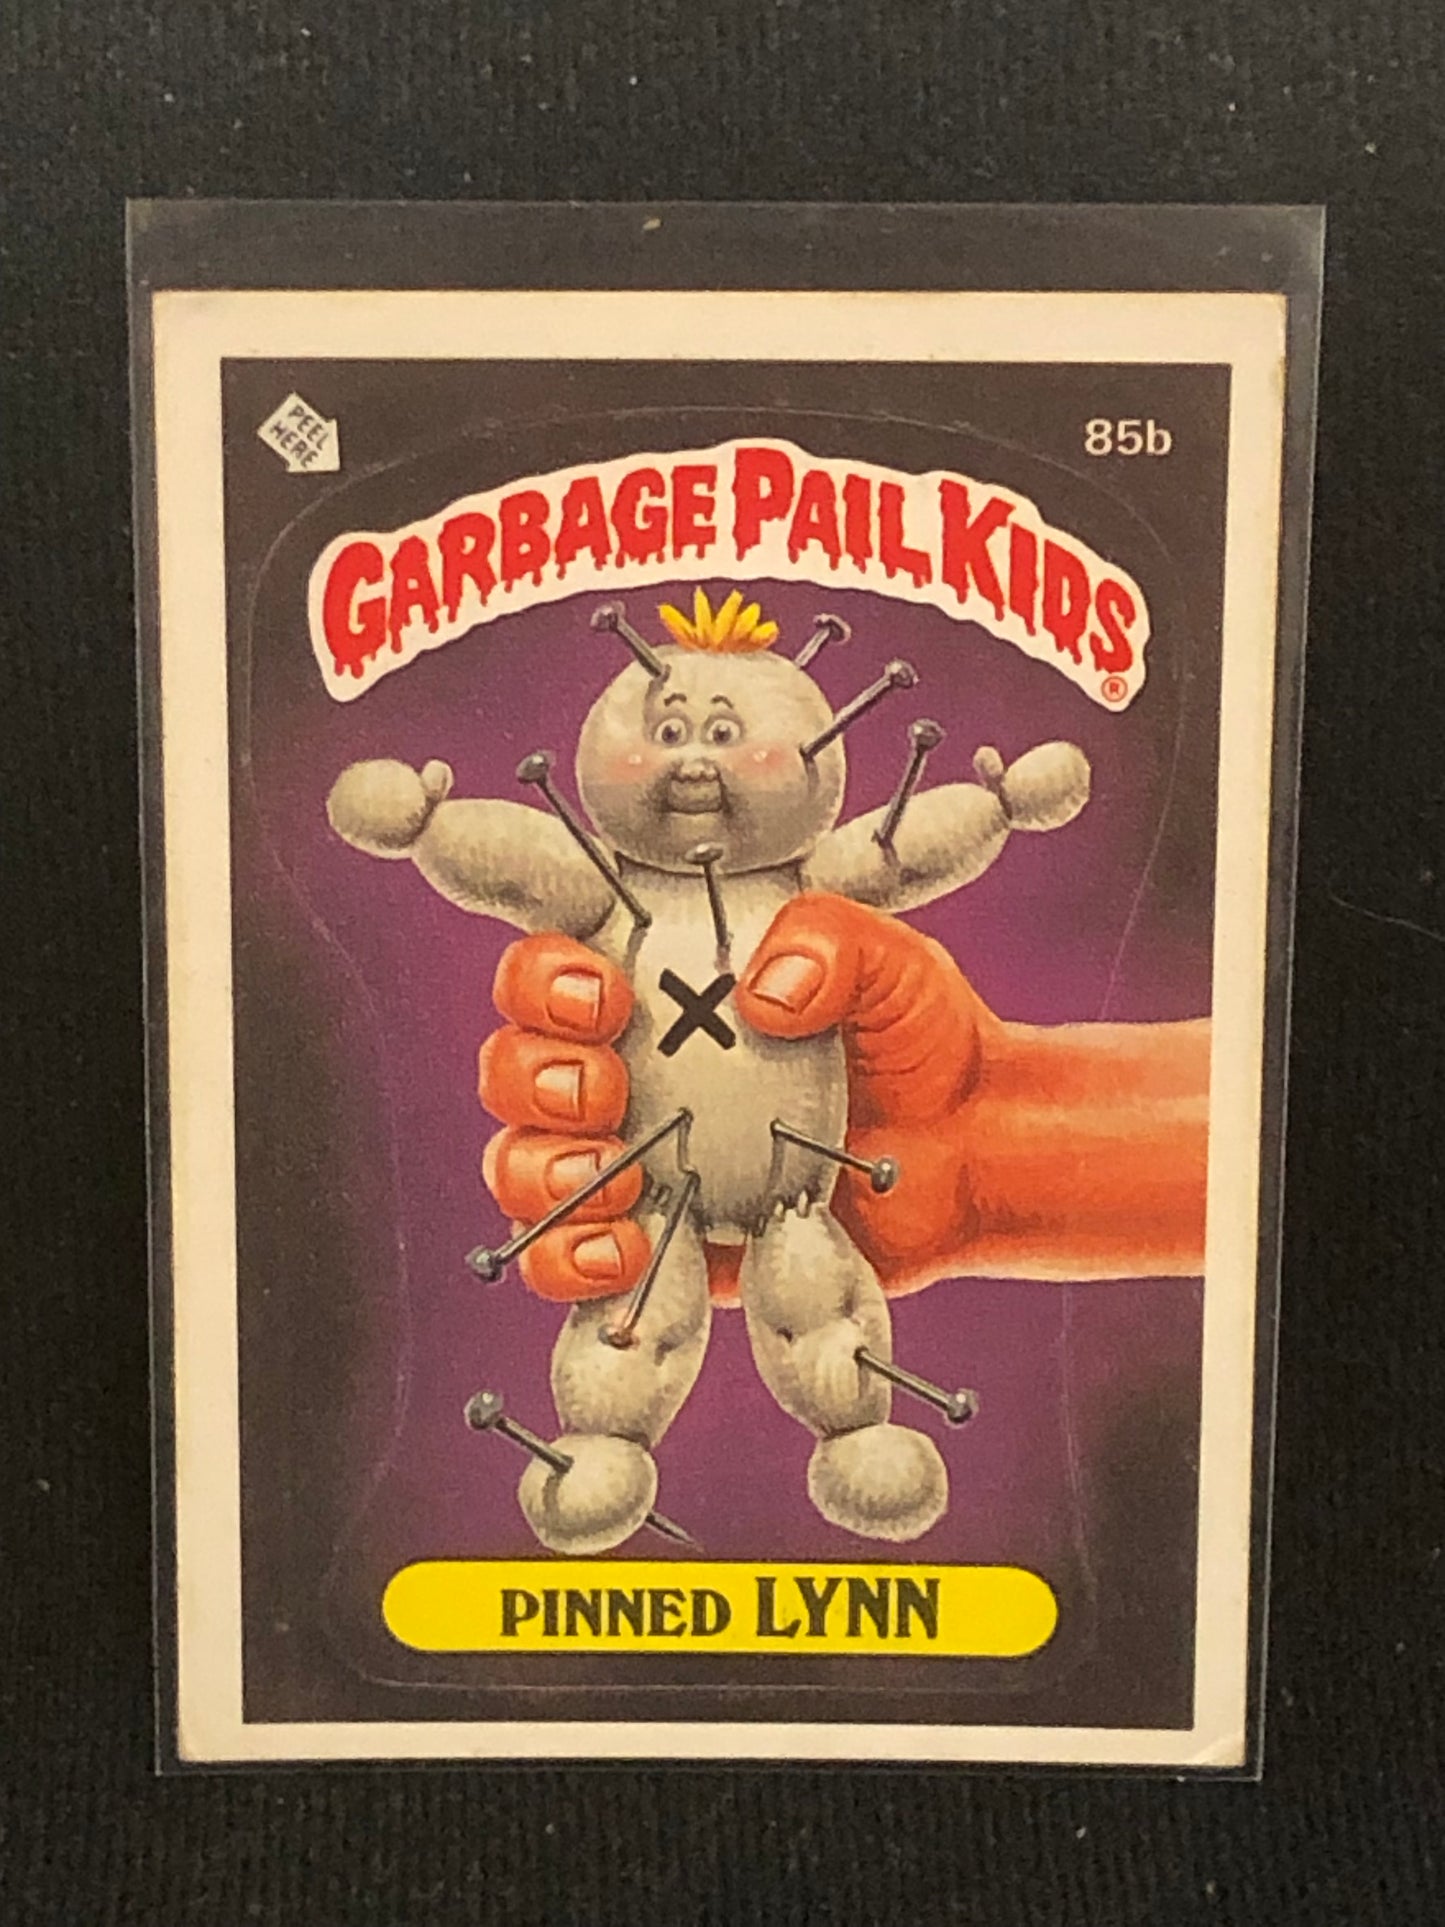 PEEL
HERE
85b
GARBAGE PAIL KIDS
®
PINNED LYNN